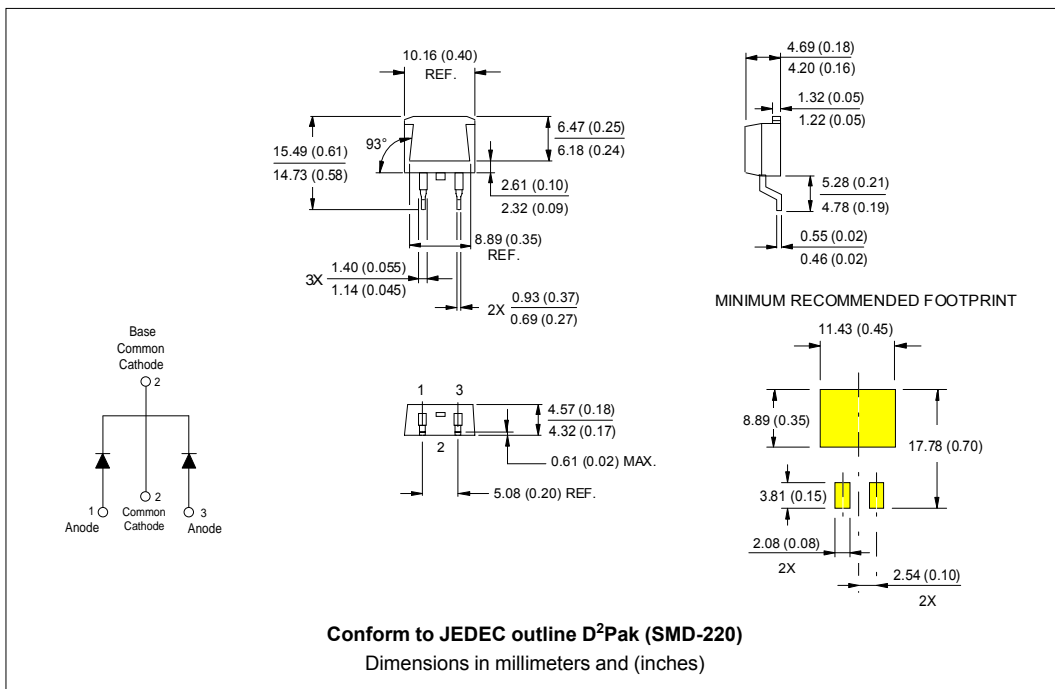 10.16 (0.40)
REF.
4.69 (0.18)
4.20 (0.16)
1.32 (0.05)
1.22 (0.05)
93°
6.47 (0.25)
6.18 (0.24)
15.49 (0.61)
14.73 (0.58)
2.61 (0.10)
2.32 (0.09)
5.28 (0.21)
4.78 (0.19)
8.89 (0.35)
REF.
0.55 (0.02)
0.46 (0.02)
3X
1.40 (0.055)
1.14 (0.045)
2X
0.93 (0.37)
0.69 (0.27)
MINIMUM RECOMMENDED FOOTPRINT
11.43 (0.45)
8.89 (0.35)
17.78 (0.70)
3.81 (0.15)
2.08 (0.08)
2X
2.54 (0.10)
2X
Base
Common
Cathode
2
2
Common
Cathode
1
Anode
3
Anode
1
3
2
4.57 (0.18)
4.32 (0.17)
0.61 (0.02) MAX.
5.08 (0.20) REF.
Conform to JEDEC outline D²Pak (SMD-220)
Dimensions in millimeters and (inches)